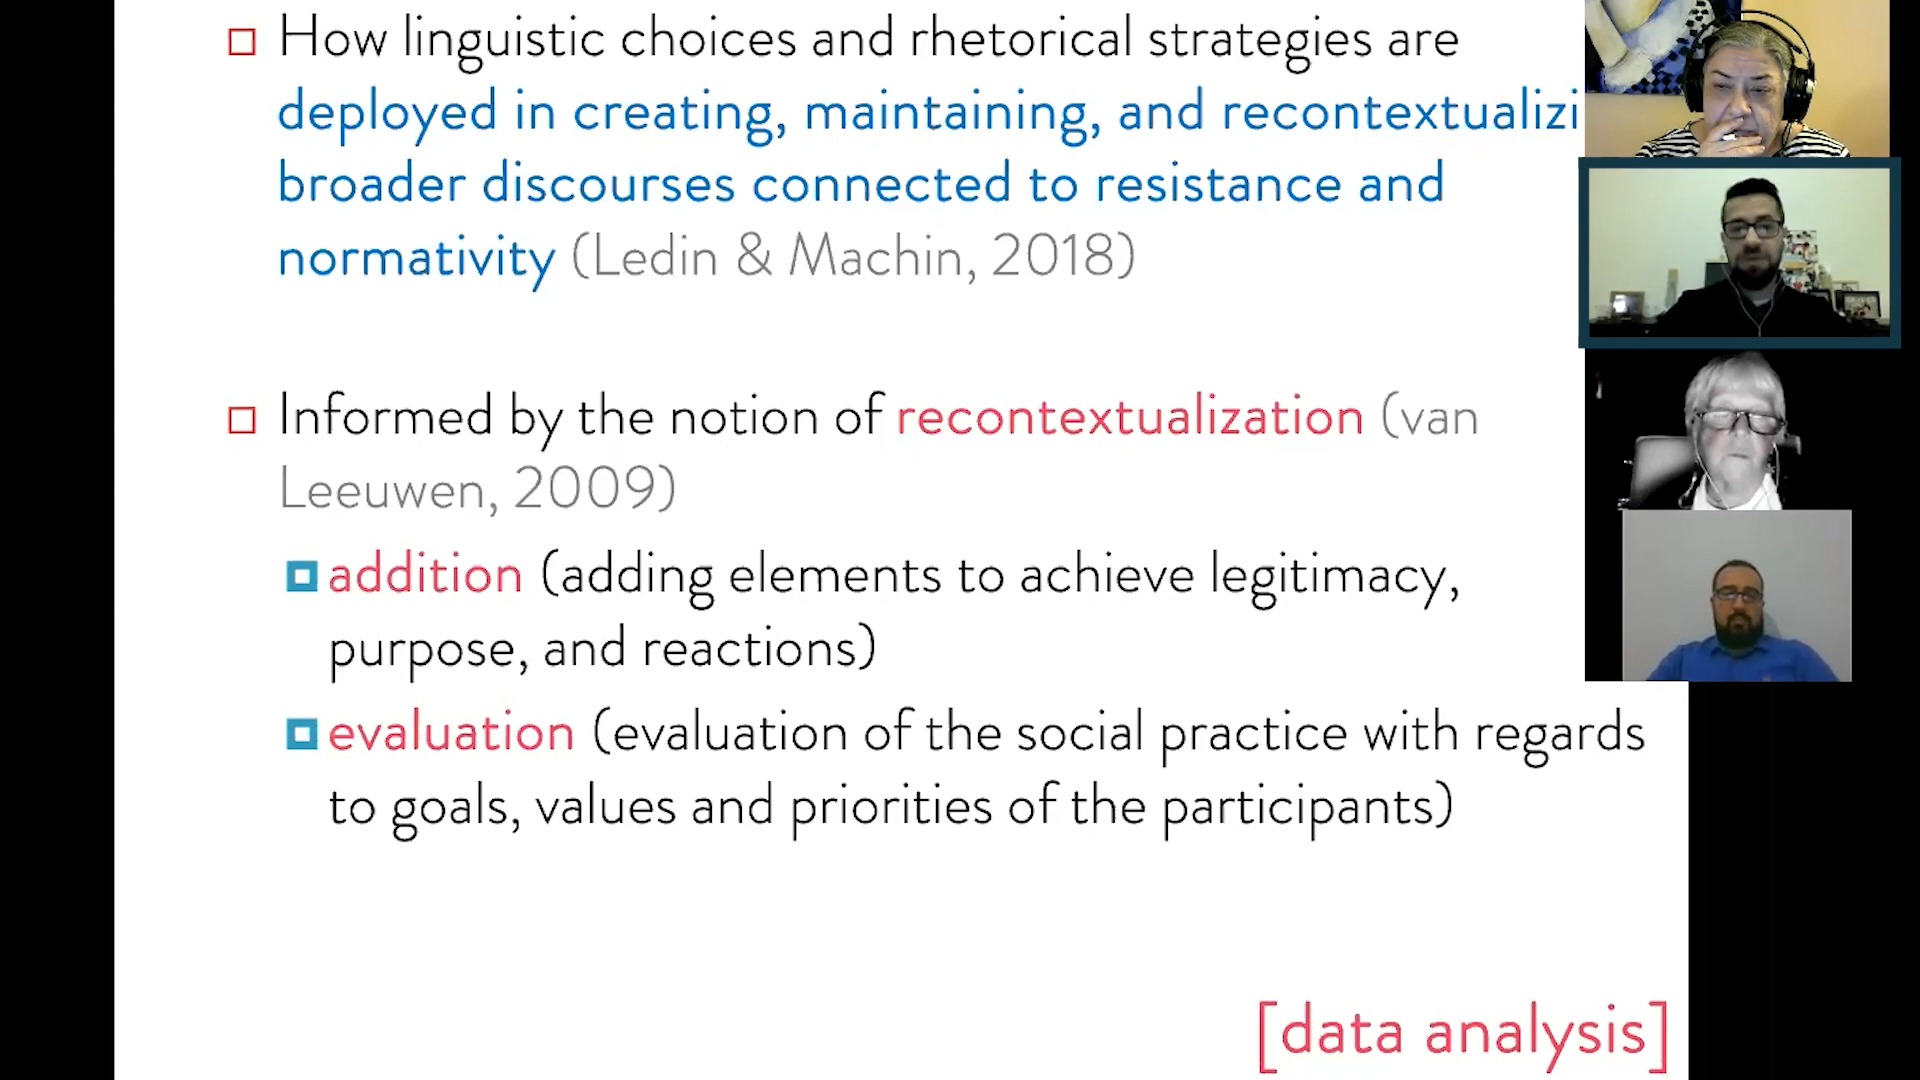 How linguistic choices and rhetorical strategies are
deployed in creating, maintaining, and recontextualizi
broader discourses connected to resistance and
normativity (Ledin & Machin, 2018)
Informed by the notion of recontextualization (van
Leeuwen, 2009)
addition (adding elements to achieve legitimacy,
purpose, and reactions)
evaluation (evaluation of the social practice with regards
to goals, values and priorities of the participants)
[data analysis]